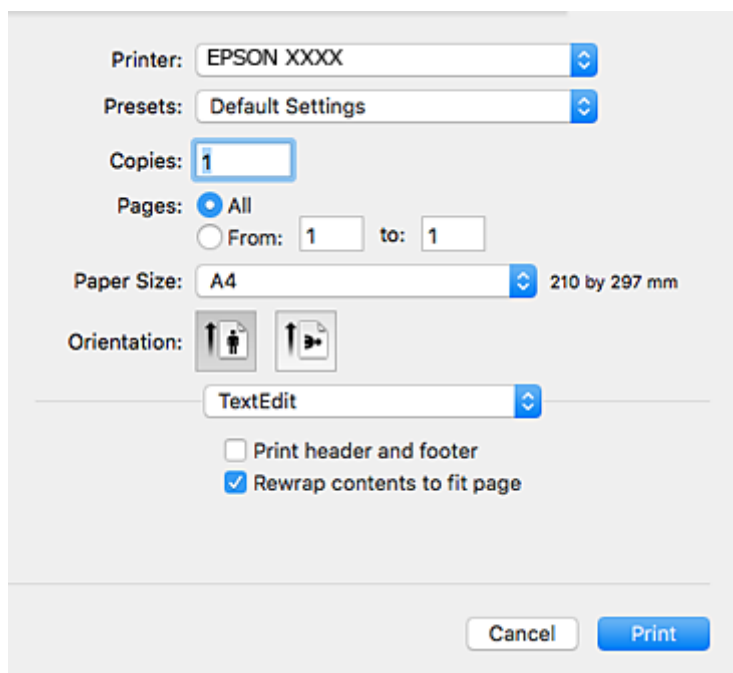 Printer: EPSON XXXX
Presets: Default Settings
Copies: 1
Pages: All
From: 1 to: 1
Paper Size: A4 210 by 297 mm
Orientation:
TextEdit
Print header and footer
Rewrap contents to fit page
Cancel Print